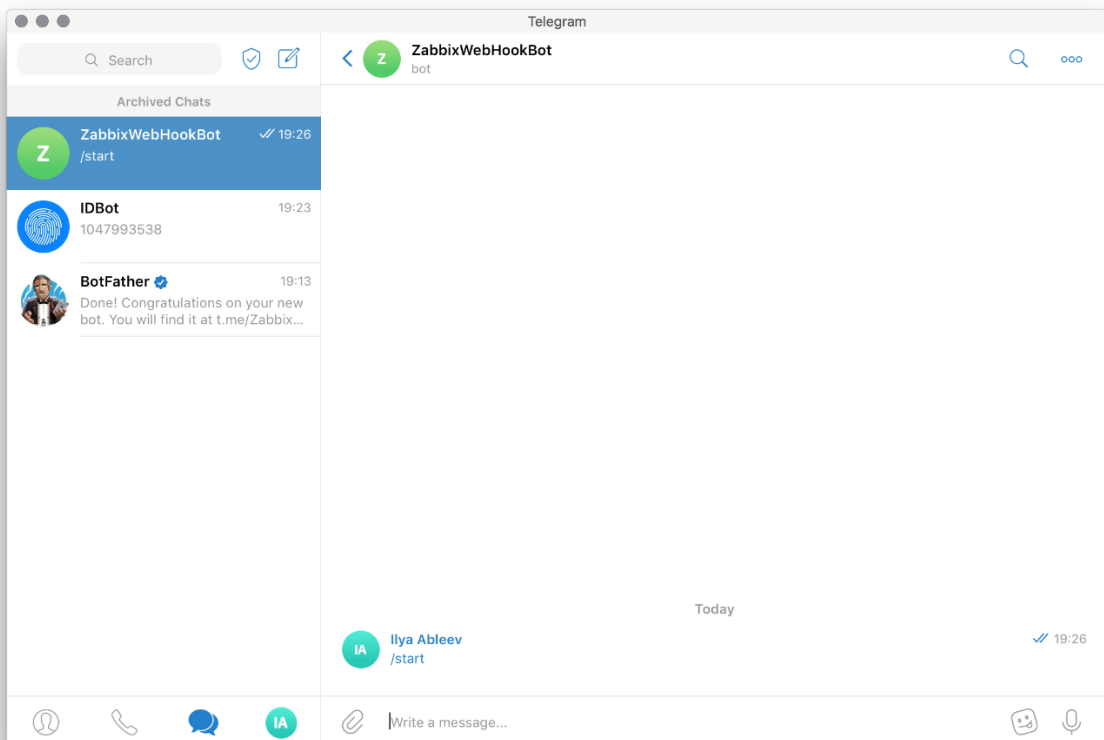 Telegram
Search
Archived Chats
Z
ZabbixWebHookBot 19:26
/start
IDBot 19:23
1047993538
BotFather 19:13
Done! Congratulations on your new
bot. You will find it at t.me/Zabbix...
IA
Z
ZabbixWebHookBot
bot
Today
IA
Ilya Ableev 19:26
/start
Write a message...